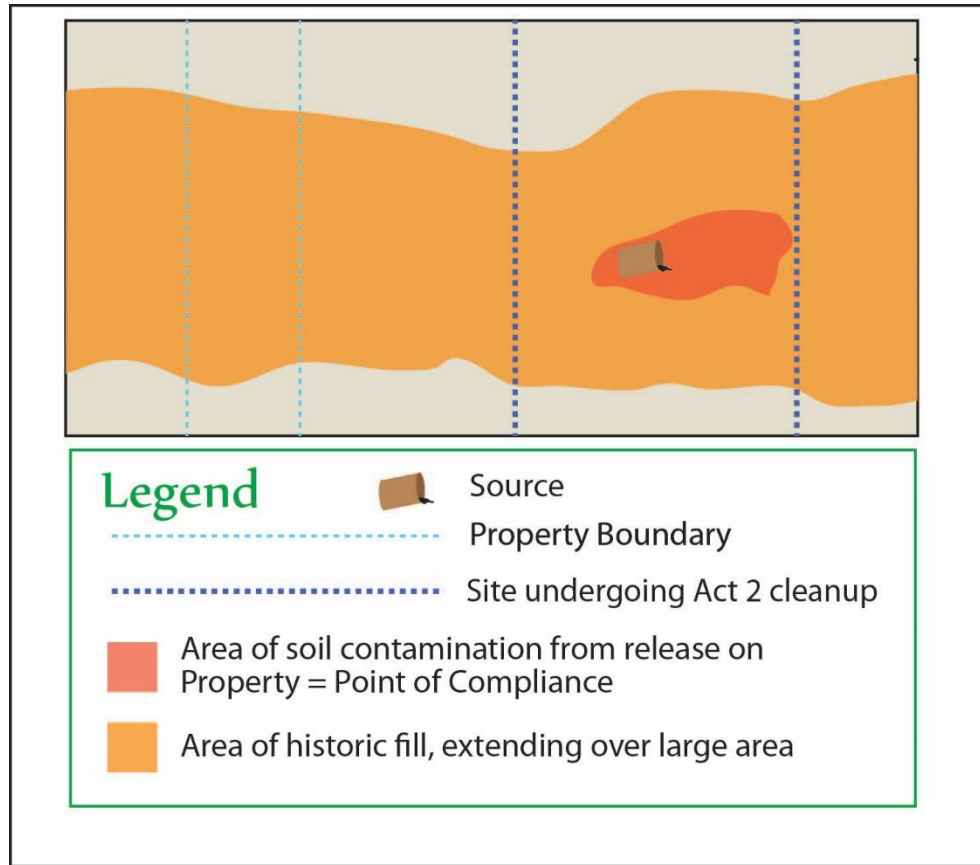 Legend
Source
Property Boundary
Site undergoing Act 2 cleanup
Area of soil contamination from release on
Property = Point of Compliance
Area of historic fill, extending over large area